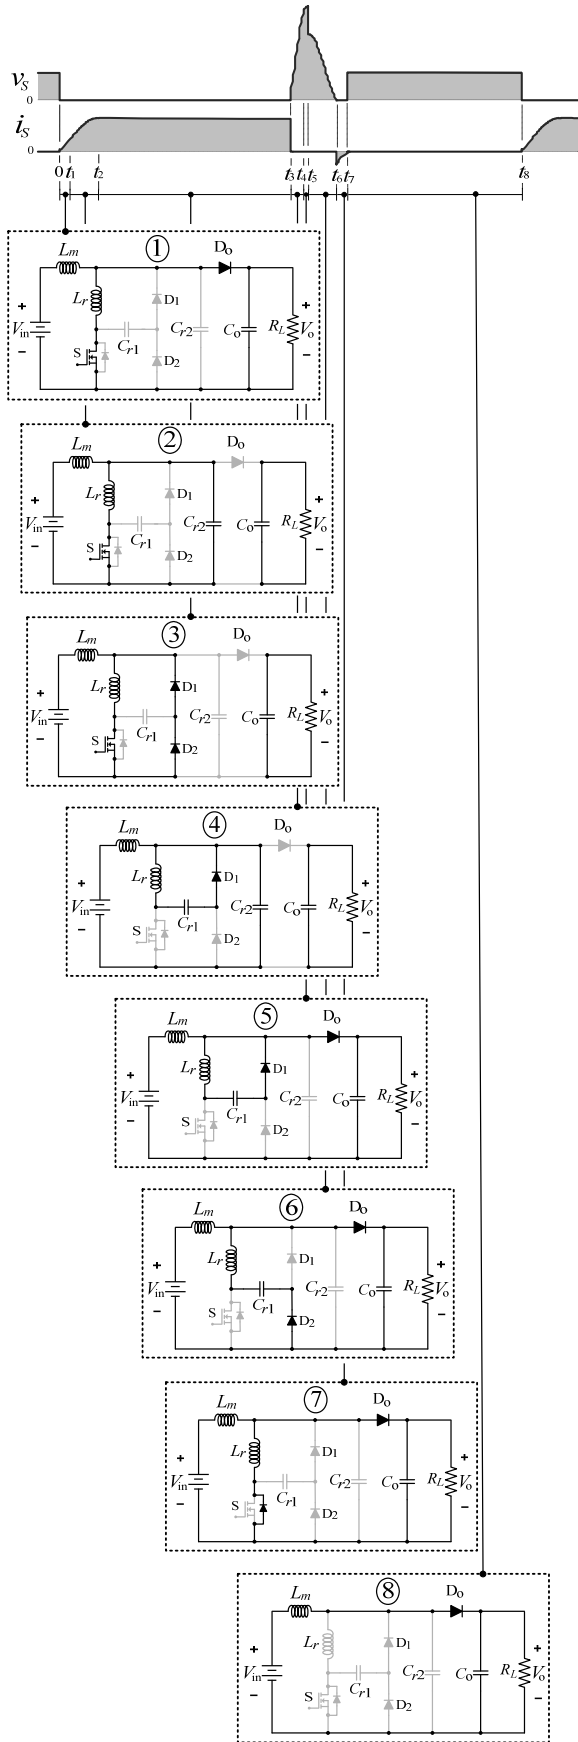 vS
0
iS
0
0 t1 t2 t3 t4 t5 t6 t7 t8
1
Lm Do
+ Vin −
Lr
D1
Cr1 Cr2
S
D2
Co
RL
+ Vo −
2
Lm Do
+ Vin −
Lr
D1
Cr1 Cr2
S
D2
Co
RL
+ Vo −
3
Lm Do
+ Vin −
Lr
D1
Cr1 Cr2
S
D2
Co
RL
+ Vo −
4
Lm Do
+ Vin −
Lr
D1
Cr1 Cr2
S
D2
Co
RL
+ Vo −
5
Lm Do
+ Vin −
Lr
D1
Cr1 Cr2
S
D2
Co
RL
+ Vo −
6
Lm Do
+ Vin −
Lr
D1
Cr1 Cr2
S
D2
Co
RL
+ Vo −
7
Lm Do
+ Vin −
Lr
D1
Cr1 Cr2
S
D2
Co
RL
+ Vo −
8
Lm Do
+ Vin −
Lr
D1
Cr1 Cr2
S
D2
Co
RL
+ Vo −